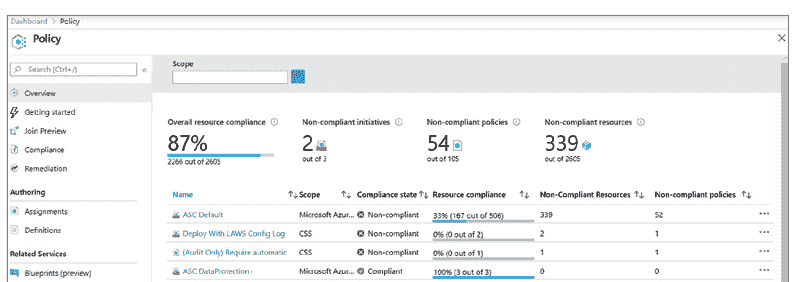 Dashboard > Policy
Policy
Search (Ctrl+/)
Overview
Getting started
Join Preview
Compliance
Remediation
Authoring
Assignments
Definitions
Related Services
Blueprints (preview)
Scope
Overall resource compliance
87%
2266 out of 2605
Non-compliant initiatives
2
out of 3
Non-compliant policies
54
out of 105
Non-compliant resources
339
out of 2605
Name Scope Compliance state Resource compliance Non-Compliant Resources Non-compliant policies
ASC Default Microsoft Azur... Non-compliant 33% (167 out of 506) 339 52 ...
Deploy With LAWS Config Log CSS Non-compliant 0% (0 out of 2) 2 1 ...
(Audit Only) Require automatic CSS Non-compliant 0% (0 out of 1) 1 1 ...
ASC DataProtection Microsoft Azur... Compliant 100% (3 out of 3) 0 0 ...